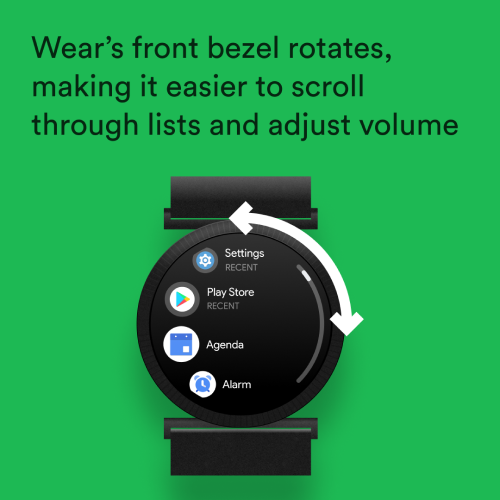 Wear’s front bezel rotates,
making it easier to scroll
through lists and adjust volume
Settings
RECENT
Play Store
RECENT
Agenda
Alarm